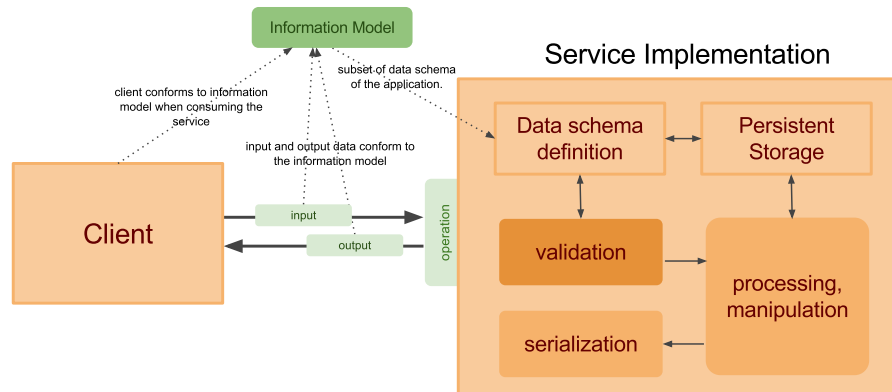 Information Model
Service Implementation
subset of data schema
of the application.
client conforms to information
model when consuming the
service
input and output data conform to
the information model
Data schema
definition
Persistent
Storage
Client
input
output
operation
validation
processing,
manipulation
serialization